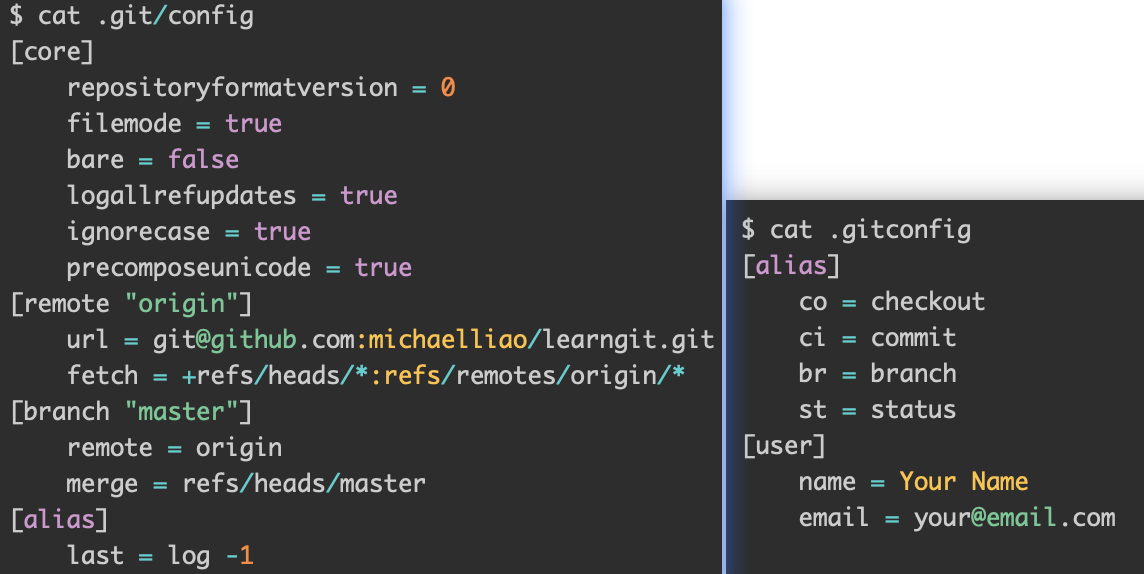 $ cat .git/config
[core]
    repositoryformatversion = 0
    filemode = true
    bare = false
    logallrefupdates = true
    ignorecase = true
    precomposeunicode = true
[remote "origin"]
    url = git@github.com:michaelliao/learngit.git
    fetch = +refs/heads/*:refs/remotes/origin/*
[branch "master"]
    remote = origin
    merge = refs/heads/master
[alias]
    last = log -1
$ cat .gitconfig
[alias]
    co = checkout
    ci = commit
    br = branch
    st = status
[user]
    name = Your Name
    email = your@email.com